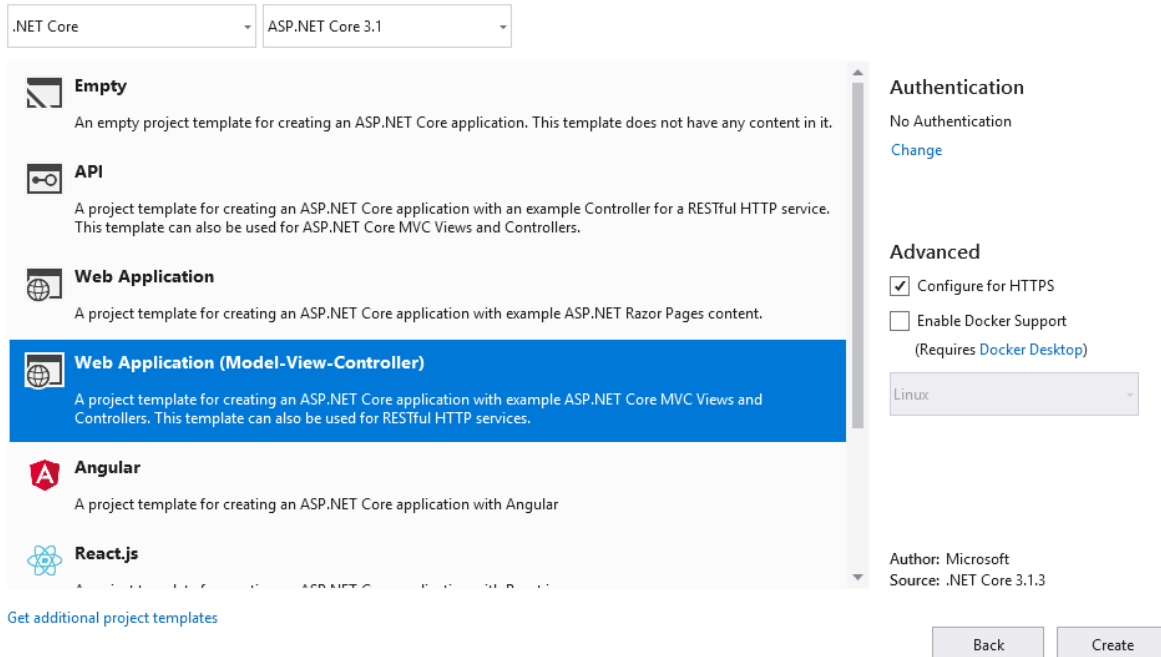 .NET Core
ASP.NET Core 3.1
Empty
An empty project template for creating an ASP.NET Core application. This template does not have any content in it.
API
A project template for creating an ASP.NET Core application with an example Controller for a RESTful HTTP service.
This template can also be used for ASP.NET Core MVC Views and Controllers.
Web Application
A project template for creating an ASP.NET Core application with example ASP.NET Razor Pages content.
Web Application (Model-View-Controller)
A project template for creating an ASP.NET Core application with example ASP.NET Core MVC Views and
Controllers. This template can also be used for RESTful HTTP services.
Angular
A project template for creating an ASP.NET Core application with Angular
React.js
Get additional project templates
Authentication
No Authentication
Change
Advanced
Configure for HTTPS
Enable Docker Support
(Requires Docker Desktop)
Linux
Author: Microsoft
Source: .NET Core 3.1.3
Back
Create